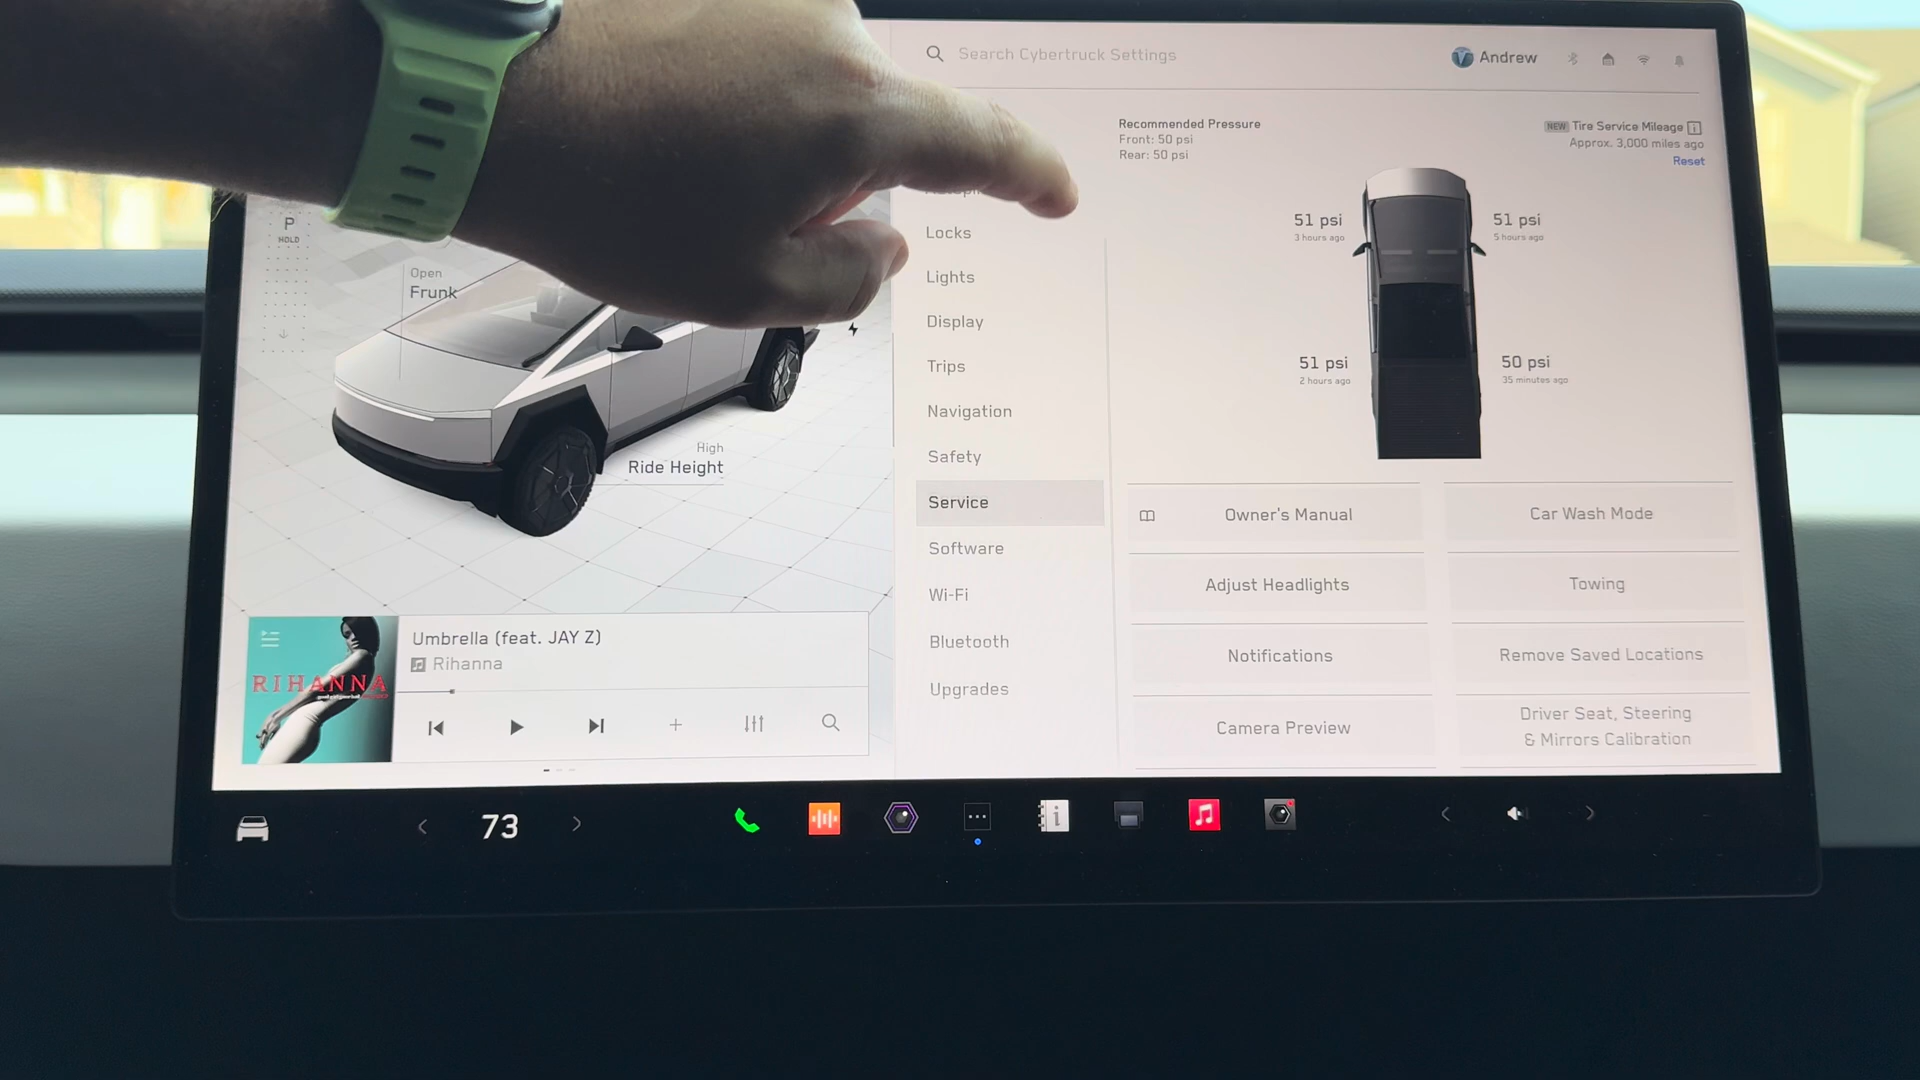 Search Cybertruck Settings
Andrew
Recommended Pressure
Front: 50 psi
Rear: 50 psi
NEW Tire Service Mileage
Approx. 3,000 miles ago
Reset
51 psi
3 hours ago
51 psi
5 hours ago
51 psi
2 hours ago
50 psi
35 minutes ago
P
HOLD
Open
Frunk
High
Ride Height
Locks
Lights
Display
Trips
Navigation
Safety
Service
Software
Wi-Fi
Bluetooth
Upgrades
Owner's Manual
Car Wash Mode
Adjust Headlights
Towing
Notifications
Remove Saved Locations
Camera Preview
Driver Seat, Steering
& Mirrors Calibration
RIHANNA
Umbrella (feat. JAY Z)
Rihanna
73